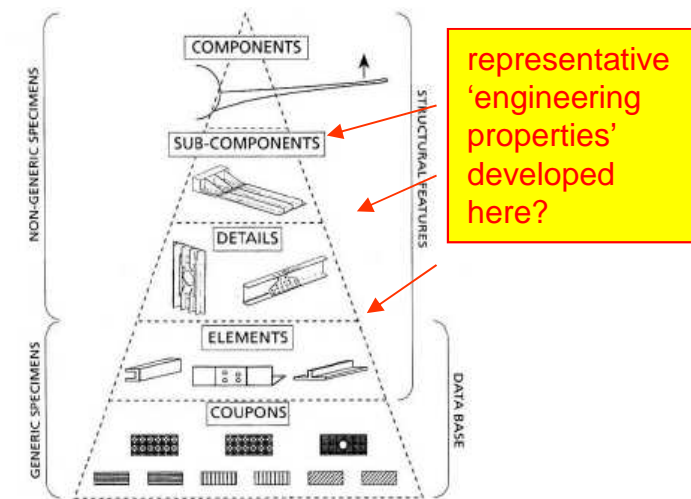 COMPONENTS
representative
‘engineering
properties’
developed
here?
NON-GENERIC SPECIMENS
STRUCTURAL FEATURES
SUB-COMPONENTS
DETAILS
ELEMENTS
GENERIC SPECIMENS
DATA BASE
COUPONS